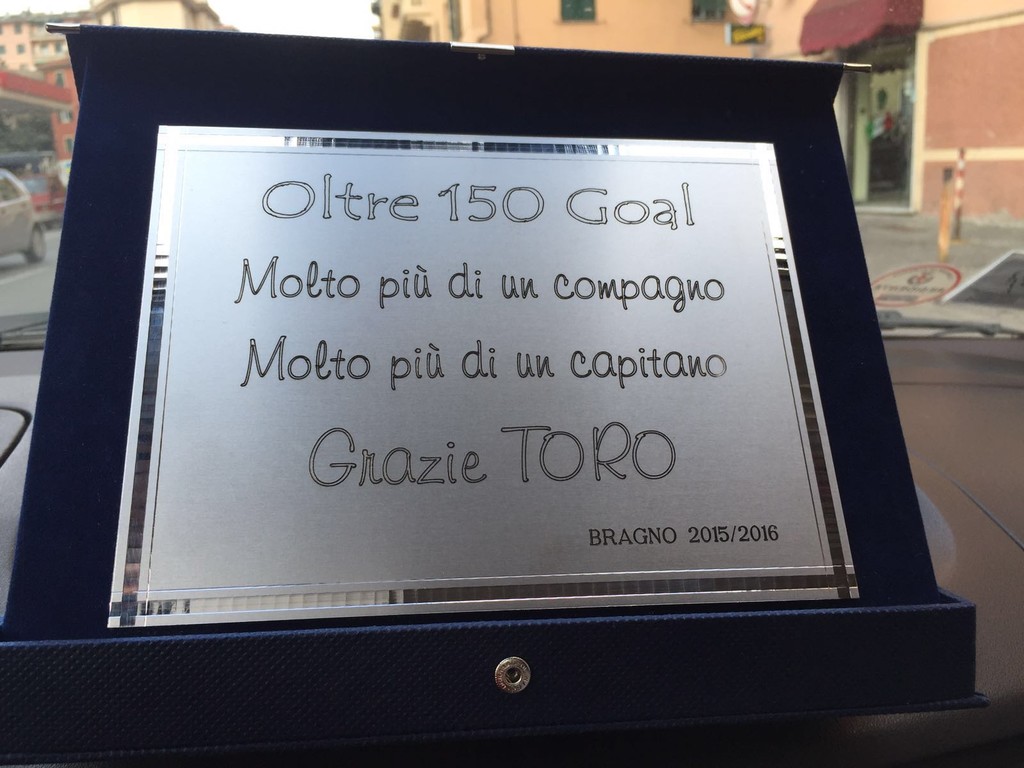 Oltre 150 Goal
Molto più di un compagno
Molto più di un capitano
Grazie TORO
BRAGNO 2015/2016